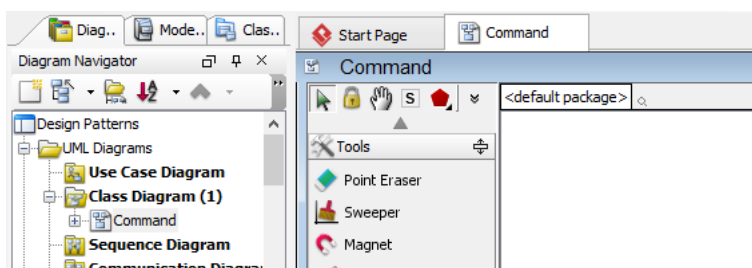 Diag..
Mode..
Clas..
Diagram Navigator
Design Patterns
UML Diagrams
Use Case Diagram
Class Diagram (1)
Command
Sequence Diagram
Start Page
Command
Command
S
<default package>
Tools
Point Eraser
Sweeper
Magnet